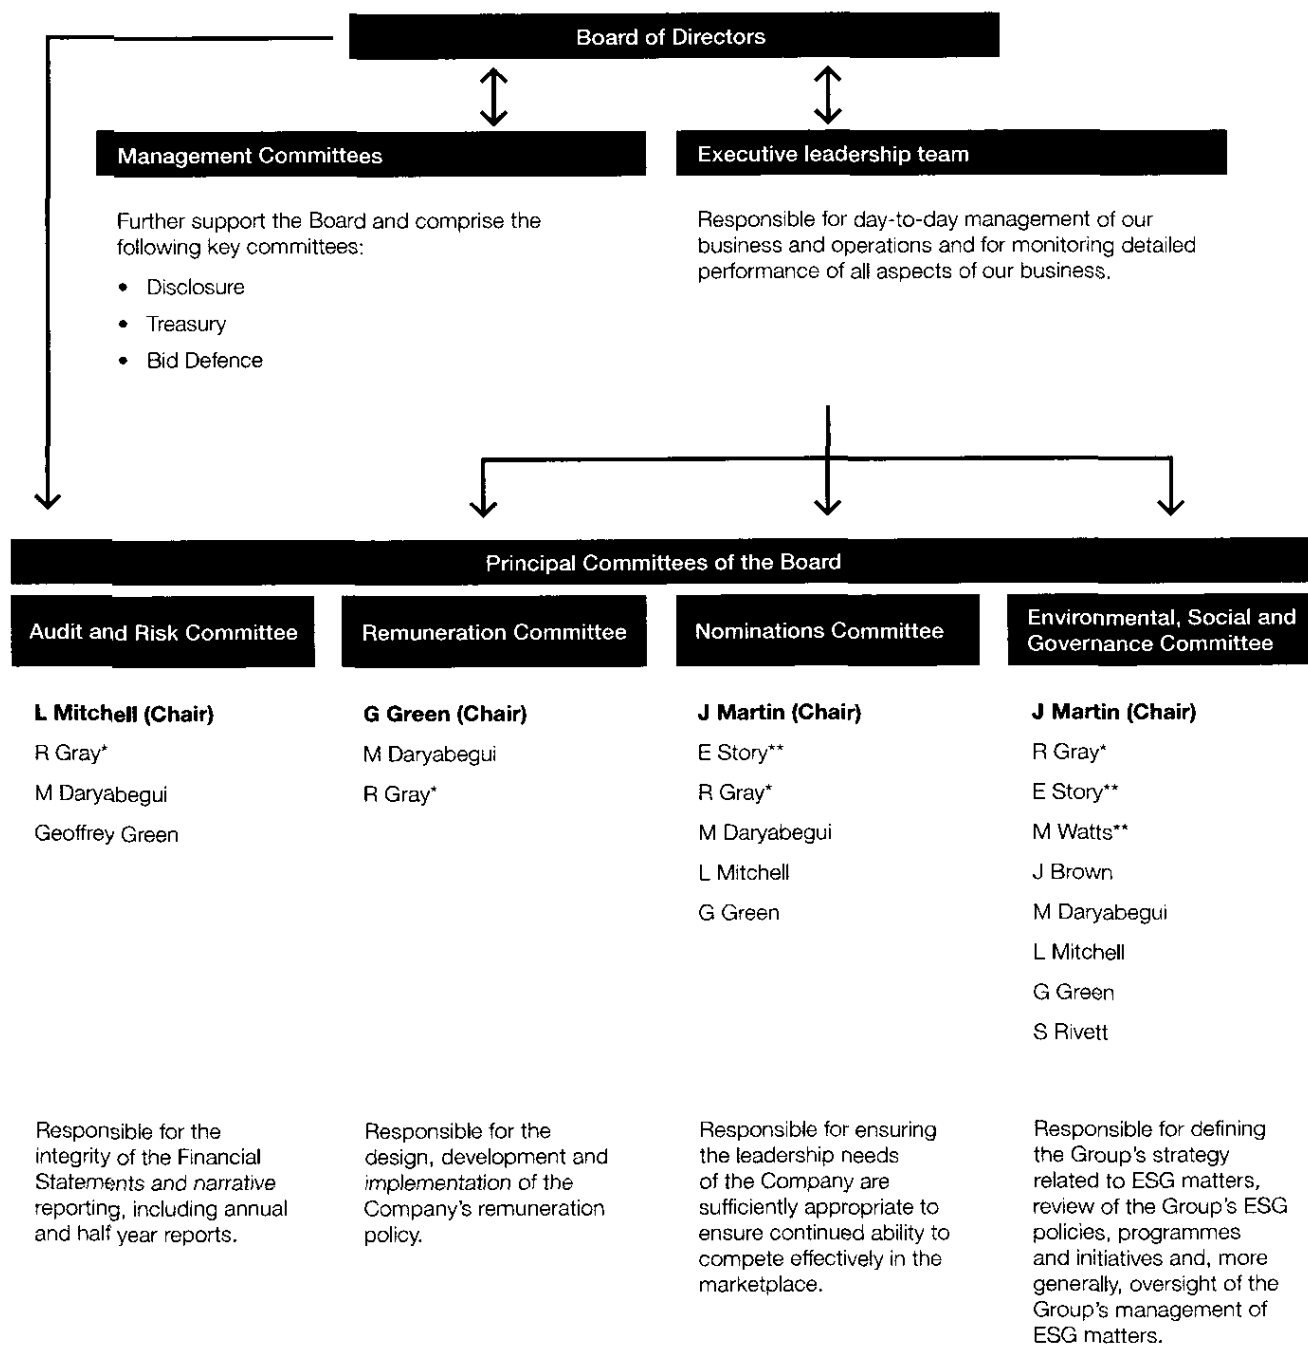 Board of Directors
Management Committees
Further support the Board and comprise the
following key committees:
• Disclosure
• Treasury
• Bid Defence
Executive leadership team
Responsible for day-to-day management of our
business and operations and for monitoring detailed
performance of all aspects of our business.
Principal Committees of the Board
Audit and Risk Committee
L Mitchell (Chair)
R Gray*
M Daryabegui
Geoffrey Green
Responsible for the
integrity of the Financial
Statements and narrative
reporting, including annual
and half year reports.
Remuneration Committee
G Green (Chair)
M Daryabegui
R Gray*
Responsible for the
design, development and
implementation of the
Company's remuneration
policy.
Nominations Committee
J Martin (Chair)
E Story**
R Gray*
M Daryabegui
L Mitchell
G Green
Responsible for ensuring
the leadership needs
of the Company are
sufficiently appropriate to
ensure continued ability to
compete effectively in the
marketplace.
Environmental, Social and
Governance Committee
J Martin (Chair)
R Gray*
E Story**
M Watts**
J Brown
M Daryabegui
L Mitchell
G Green
S Rivett
Responsible for defining
the Group's strategy
related to ESG matters,
review of the Group's ESG
policies, programmes
and initiatives and, more
generally, oversight of the
Group's management of
ESG matters.